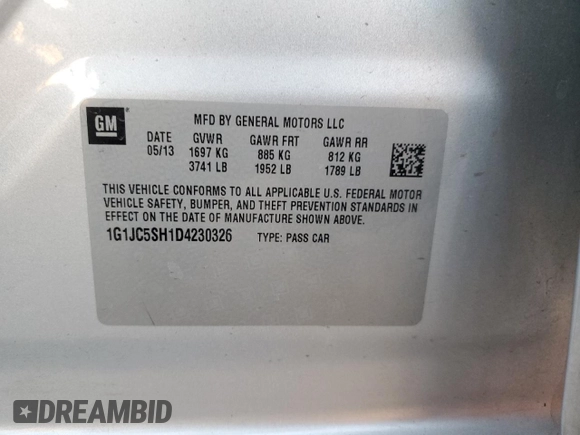 GM
MFD BY GENERAL MOTORS LLC
DATE GVWR GAWR FRT GAWR RR
05/13 1697 KG 885 KG 812 KG
3741 LB 1952 LB 1789 LB
THIS VEHICLE CONFORMS TO ALL APPLICABLE U.S. FEDERAL MOTOR
VEHICLE SAFETY, BUMPER, AND THEFT PREVENTION STANDARDS IN
EFFECT ON THE DATE OF MANUFACTURE SHOWN ABOVE.
1G1JC5SH1D4230326 TYPE: PASS CAR
DREAMBID